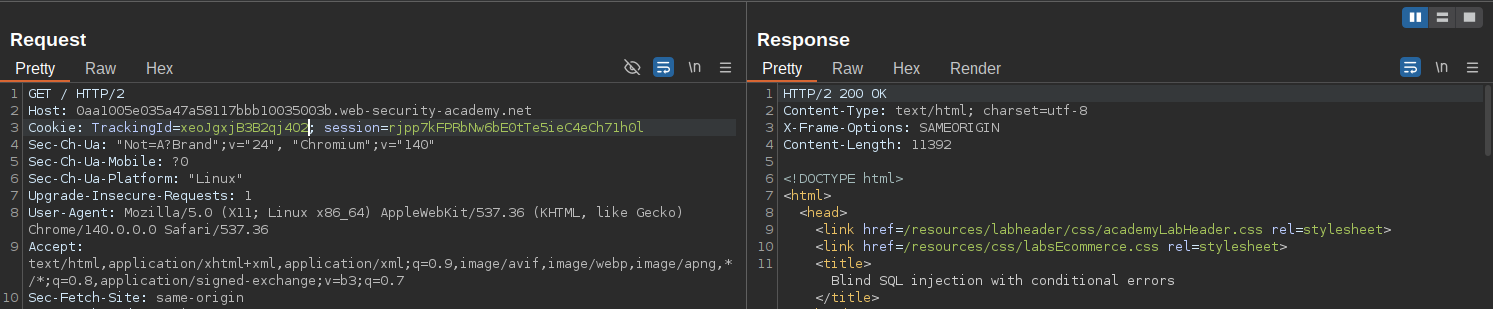 Request
Pretty Raw Hex
\n
1 GET / HTTP/2
2 Host: 0aa1005e035a47a58117bbb10035003b.web-security-academy.net
3 Cookie: TrackingId=xeoJgxjB3B2qj402; session=rjpp7kFPRbNw6bE0tTe5ieC4eCh71h0l
4 Sec-Ch-Ua: "Not=A?Brand";v="24", "Chromium";v="140"
5 Sec-Ch-Ua-Mobile: ?0
6 Sec-Ch-Ua-Platform: "Linux"
7 Upgrade-Insecure-Requests: 1
8 User-Agent: Mozilla/5.0 (X11; Linux x86_64) AppleWebKit/537.36 (KHTML, like Gecko)
Chrome/140.0.0.0 Safari/537.36
9 Accept:
text/html,application/xhtml+xml,application/xml;q=0.9,image/avif,image/webp,image/apng,*
/*;q=0.8,application/signed-exchange;v=b3;q=0.7
10 Sec-Fetch-Site: same-origin
Response
Pretty Raw Hex Render
\n
1 HTTP/2 200 OK
2 Content-Type: text/html; charset=utf-8
3 X-Frame-Options: SAMEORIGIN
4 Content-Length: 11392
5
6 <!DOCTYPE html>
7 <html>
8 <head>
9 <link href=/resources/labheader/css/academyLabHeader.css rel=stylesheet>
10 <link href=/resources/css/labsEcommerce.css rel=stylesheet>
11 <title>
Blind SQL injection with conditional errors
</title>